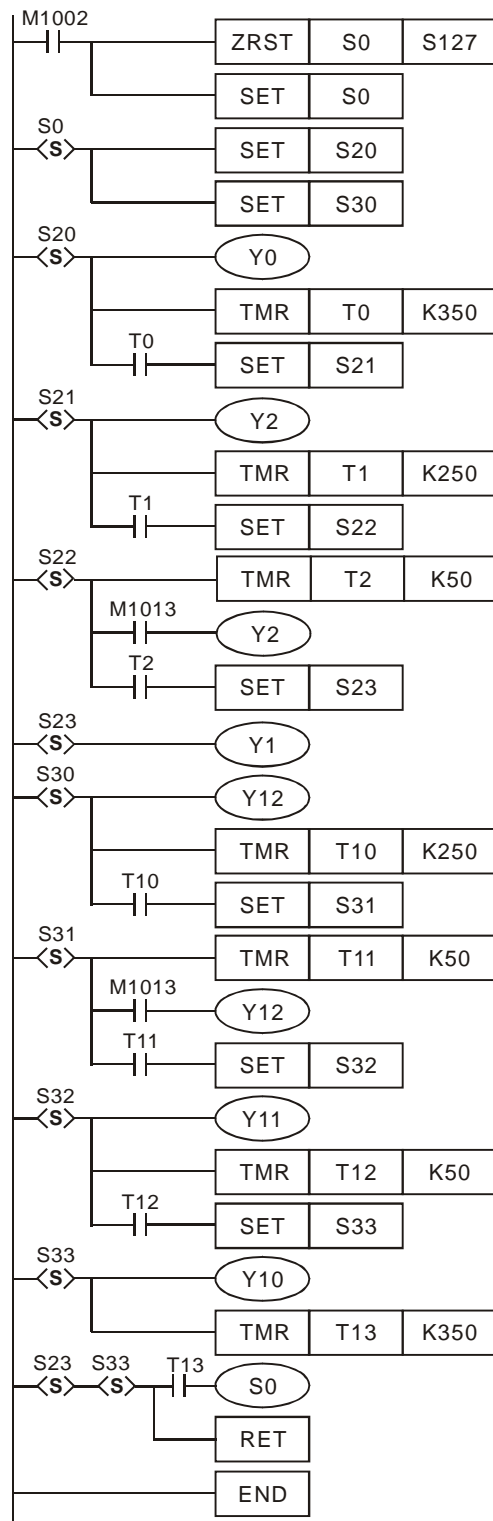 M1002
ZRST S0 S127
SET S0
S0
S SET S20
SET S30
S20
S Y0
TMR T0 K350
T0
SET S21
S21
S Y2
TMR T1 K250
T1
SET S22
S22
S TMR T2 K50
M1013
Y2
T2
SET S23
S23
S Y1
S30
S Y12
TMR T10 K250
T10
SET S31
S31
S TMR T11 K50
M1013
Y12
T11
SET S32
S32
S Y11
TMR T12 K50
T12
SET S33
S33
S Y10
TMR T13 K350
S23 S33 T13
S S S0
RET
END